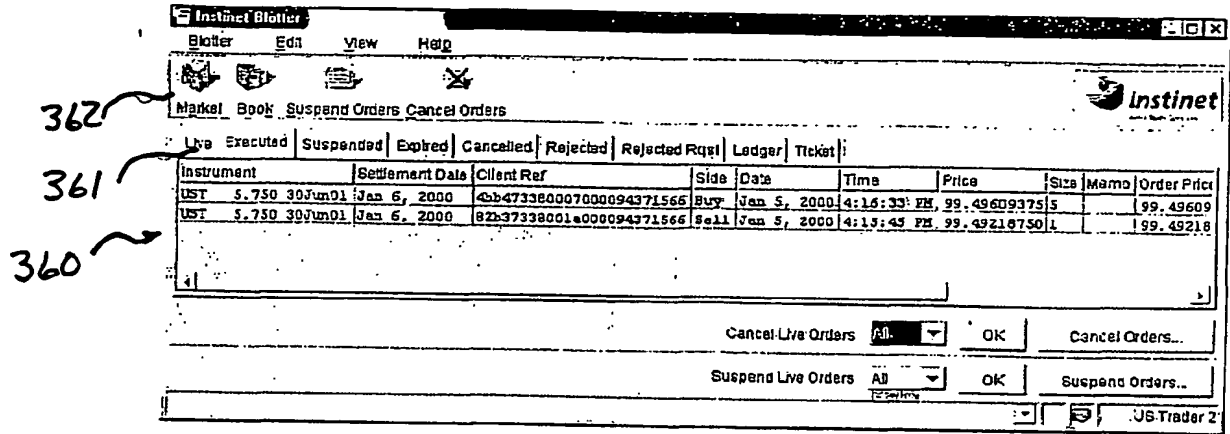 Instinet Blotter
Blotter Edit View Help
Market Book Suspend Orders Cancel Orders
instinet
362
Live Executed Suspended Expired Cancelled Rejected Rejected Rqst Ledger Ticket
361
Instrument Settlement Date Client Ref Side Date Time Price Size Memo Order Price
UST 5.750 30Jun01 Jan 6, 2000 4bb473380007000094371566 Buy Jan 5, 2000 4:16:33 PM 99.49609375 5 99.49609
UST 5.750 30Jun01 Jan 6, 2000 82b37338001a000094371566 Sell Jan 5, 2000 4:15:45 PM 99.49218750 1 99.49218
360
Cancel Live Orders All OK Cancel Orders...
Suspend Live Orders All OK Suspend Orders...
US Trader 2